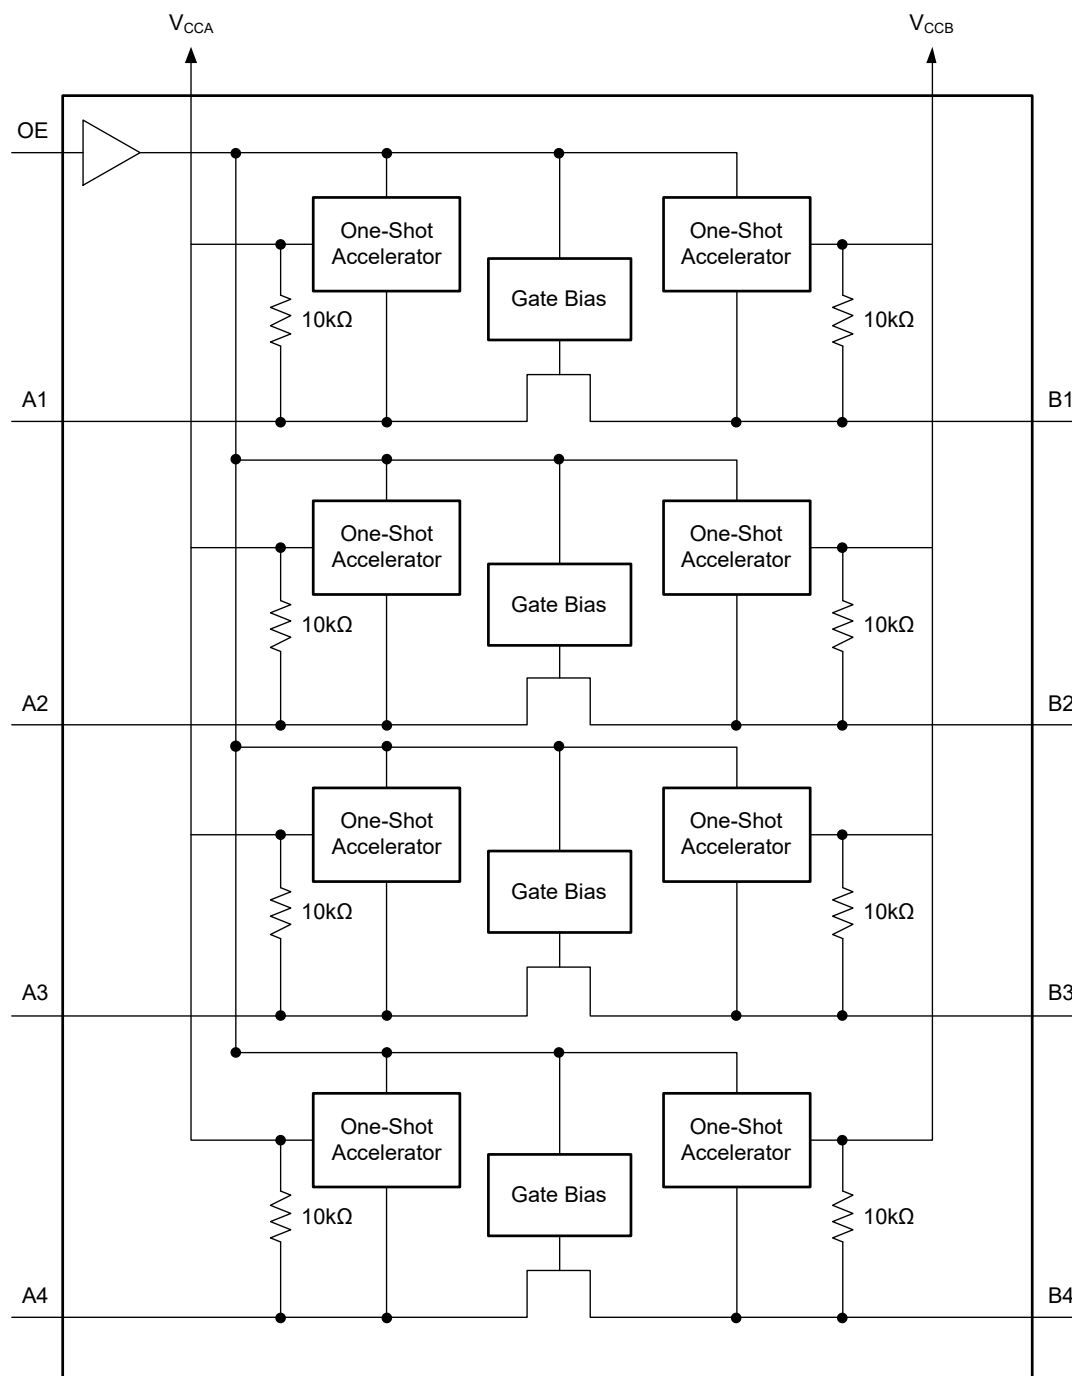 V_CCA V_CCB
OE
One-Shot Accelerator One-Shot Accelerator
Gate Bias
10kΩ 10kΩ
A1 B1
One-Shot Accelerator One-Shot Accelerator
Gate Bias
10kΩ 10kΩ
A2 B2
One-Shot Accelerator One-Shot Accelerator
Gate Bias
10kΩ 10kΩ
A3 B3
One-Shot Accelerator One-Shot Accelerator
Gate Bias
10kΩ 10kΩ
A4 B4